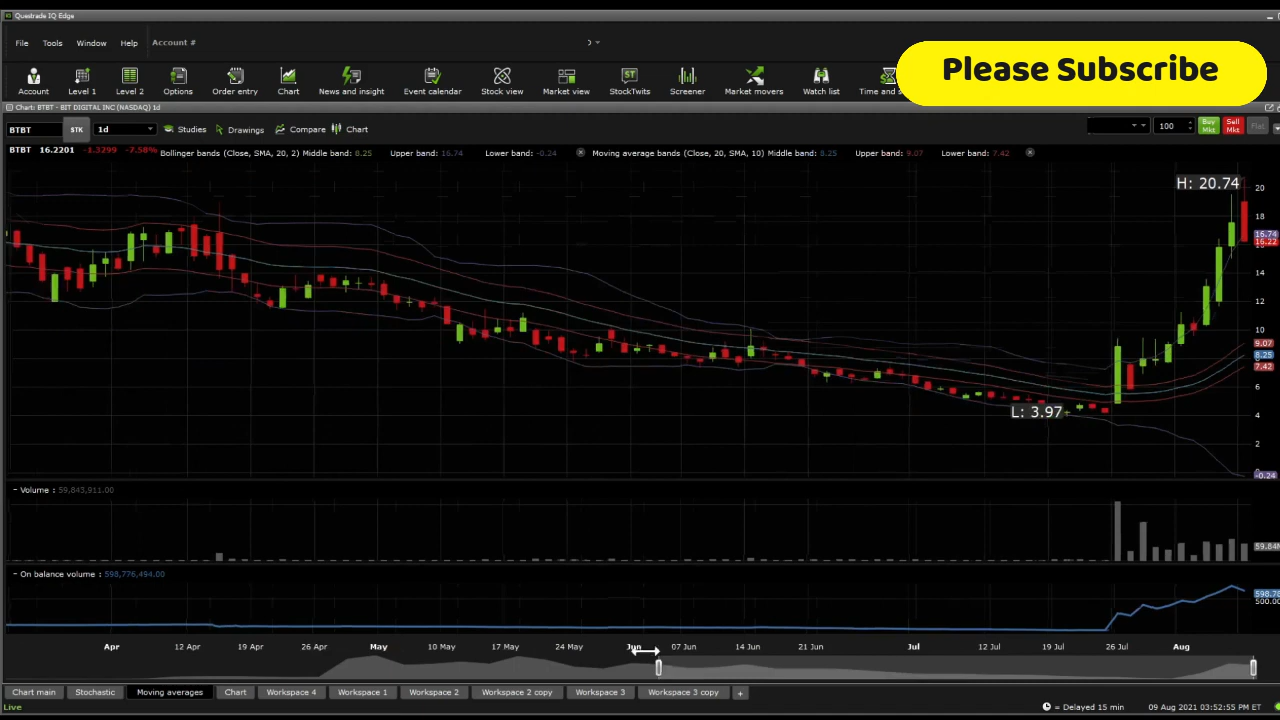 Questrade IQ Edge
File Tools Window Help Account #
Please Subscribe
Account Level 1 Level 2 Options Order entry Chart News and insight Event calendar Stock view Market view StockTwits Screener Market movers Watch list Time and
Chart: BTBT - BIT DIGITAL INC (NASDAQ) 1d
BTBT STK 1d Studies Drawings Compare Chart 100 Buy Mkt Sell Mkt Flat
BTBT 16.2201 -1.3299 -7.58% Bollinger bands (Close, SMA, 20, 2) Middle band: 8.25 Upper band: 16.74 Lower band: -0.24 Moving average bands (Close, 20, SMA, 10) Middle band: 8.25 Upper band: 9.07 Lower band: 7.42
H: 20.74
20
18
16.74
16.22
14
12
10
9.07
8.25
7.42
6
L: 3.97
4
2
-0.24
− Volume : 59,843,911.00
59.84M
− On balance volume : 598,776,494.00
598.78
500.00
Apr 12 Apr 19 Apr 26 Apr May 10 May 17 May 24 May Jun 07 Jun 14 Jun 21 Jun Jul 12 Jul 19 Jul 26 Jul Aug
Chart main Stochastic Moving averages Chart Workspace 4 Workspace 1 Workspace 2 Workspace 2 copy Workspace 3 Workspace 3 copy +
Live = Delayed 15 min 09 Aug 2021 03:52:55 PM ET